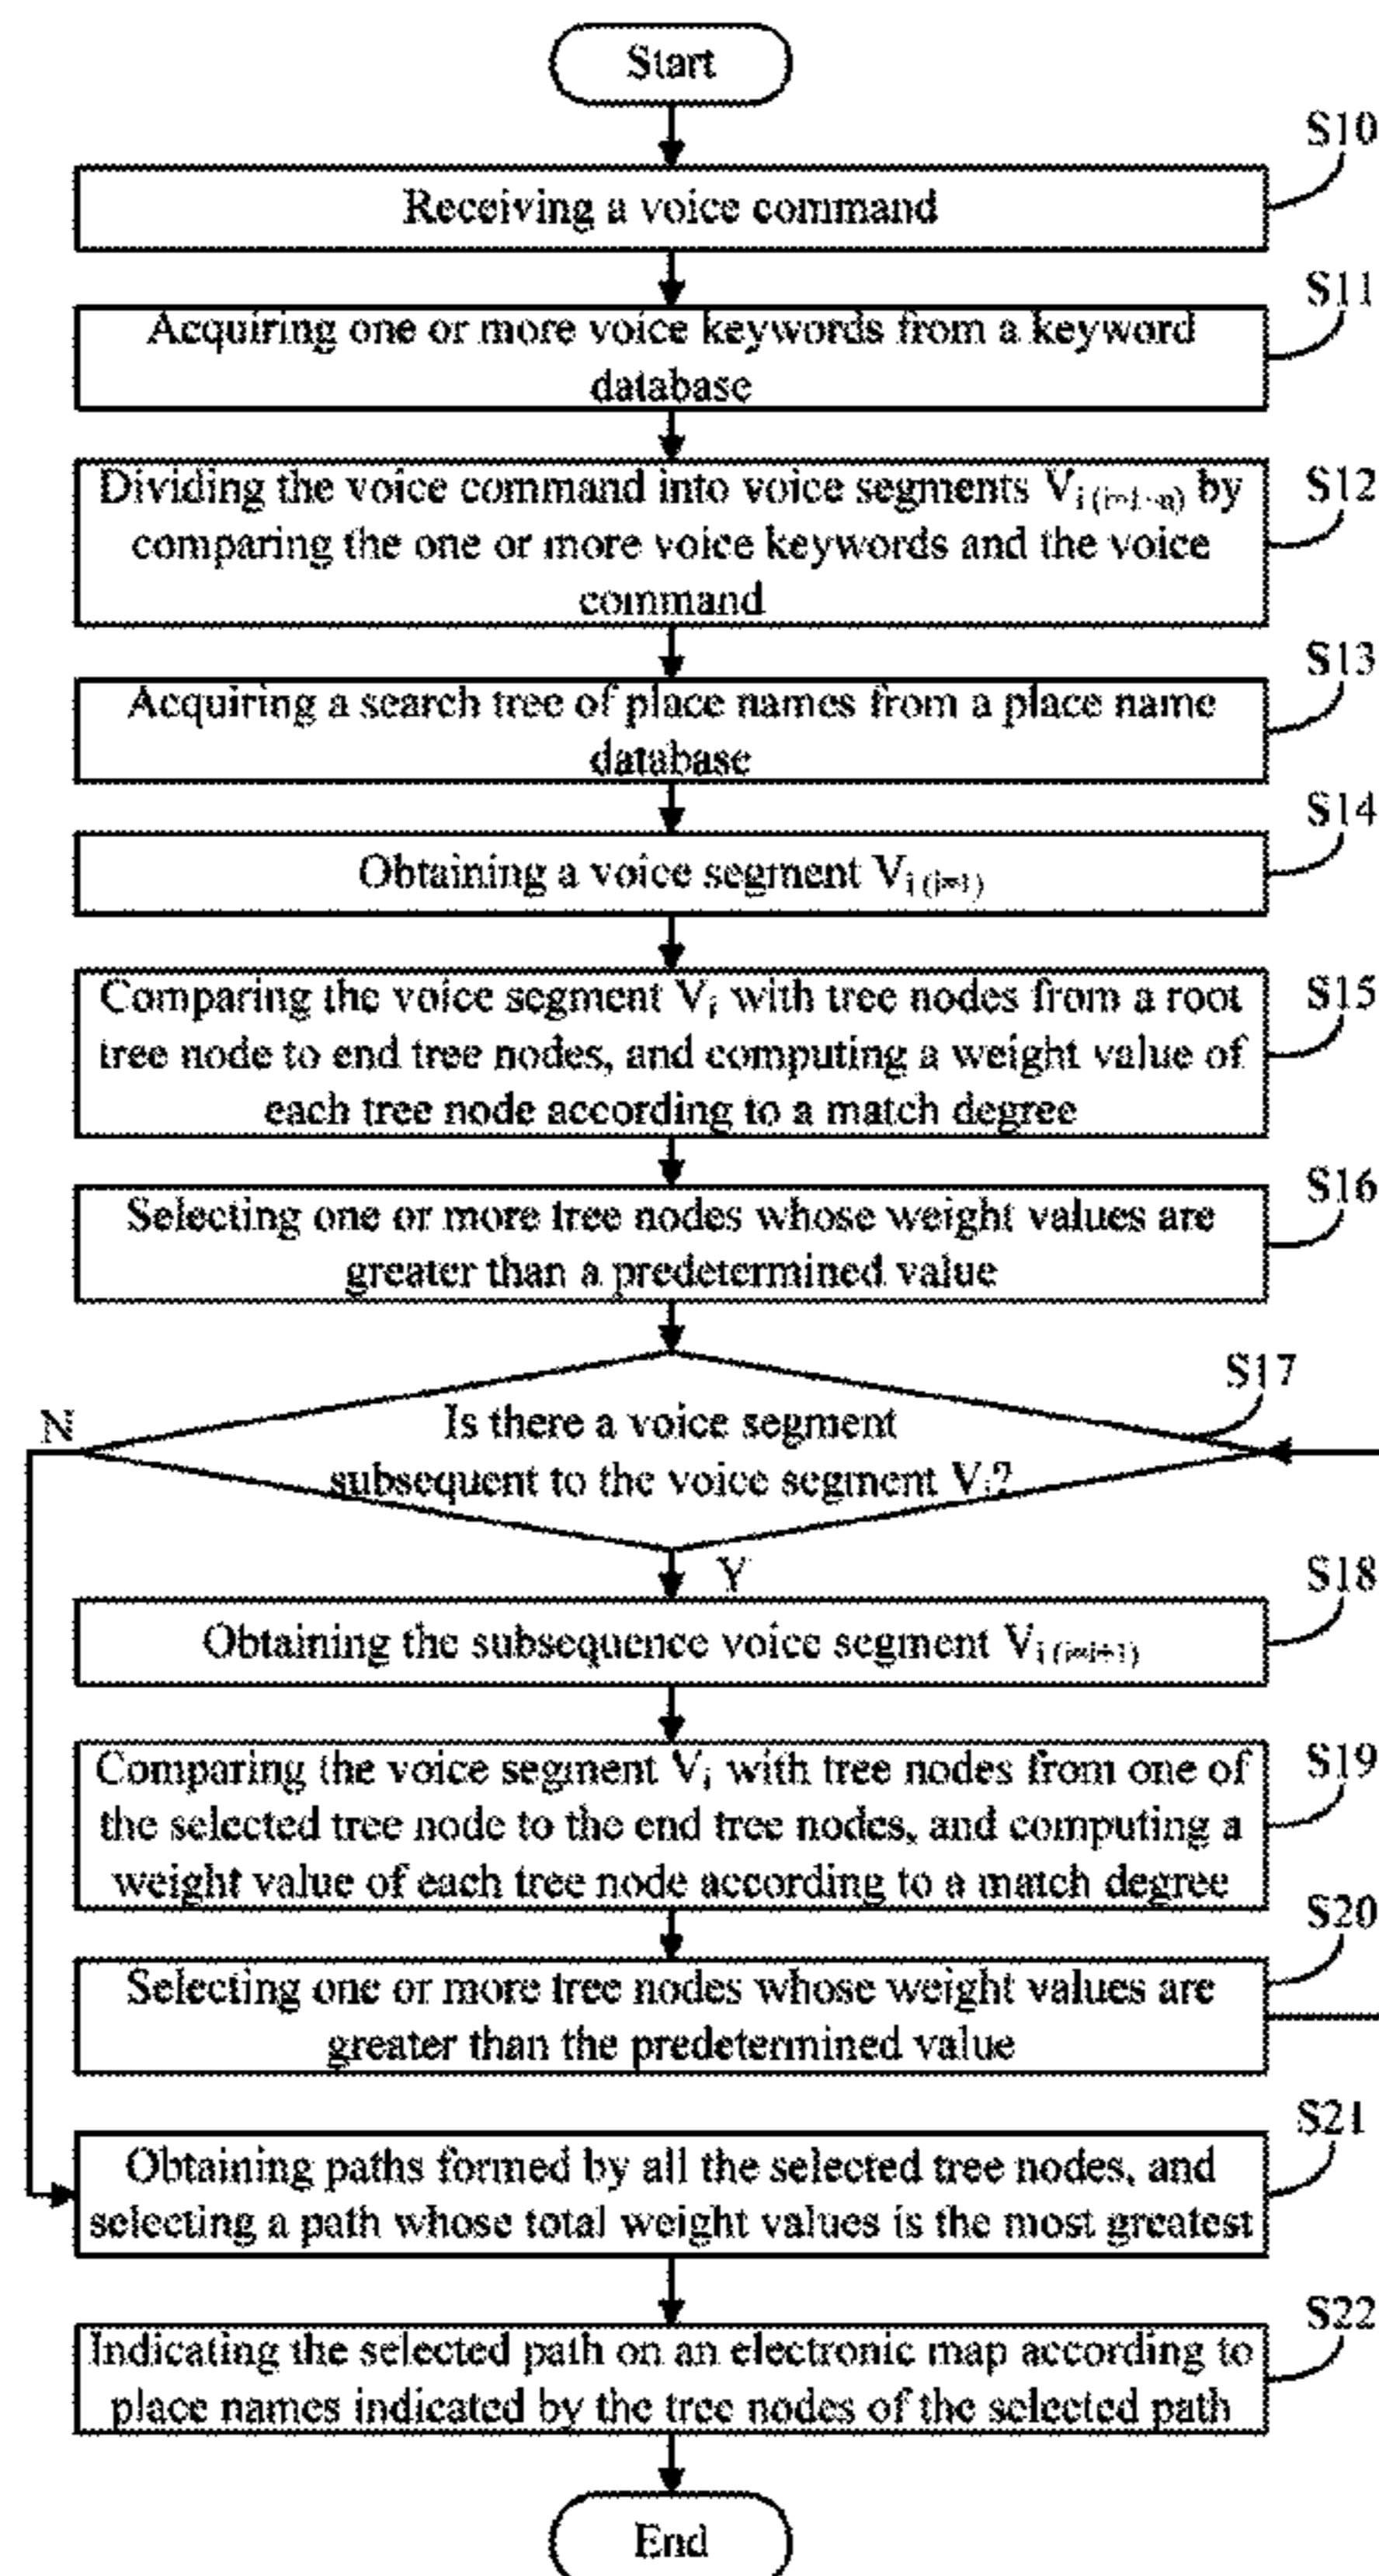 Start
S10
Receiving a voice command
S11
Acquiring one or more voice keywords from a keyword
database
S12
Dividing the voice command into voice segments Vi (i=1~n) by
comparing the one or more voice keywords and the voice
command
S13
Acquiring a search tree of place names from a place name
database
S14
Obtaining a voice segment Vi (i=1)
S15
Comparing the voice segment Vi with tree nodes from a root
tree node to end tree nodes, and computing a weight value of
each tree node according to a match degree
S16
Selecting one or more tree nodes whose weight values are
greater than a predetermined value
S17
N
Is there a voice segment
subsequent to the voice segment Vi?
Y
S18
Obtaining the subsequence voice segment Vi (i=i+1)
S19
Comparing the voice segment Vi with tree nodes from one of
the selected tree node to the end tree nodes, and computing a
weight value of each tree node according to a match degree
S20
Selecting one or more tree nodes whose weight values are
greater than the predetermined value
S21
Obtaining paths formed by all the selected tree nodes, and
selecting a path whose total weight values is the most greatest
S22
Indicating the selected path on an electronic map according to
place names indicated by the tree nodes of the selected path
End